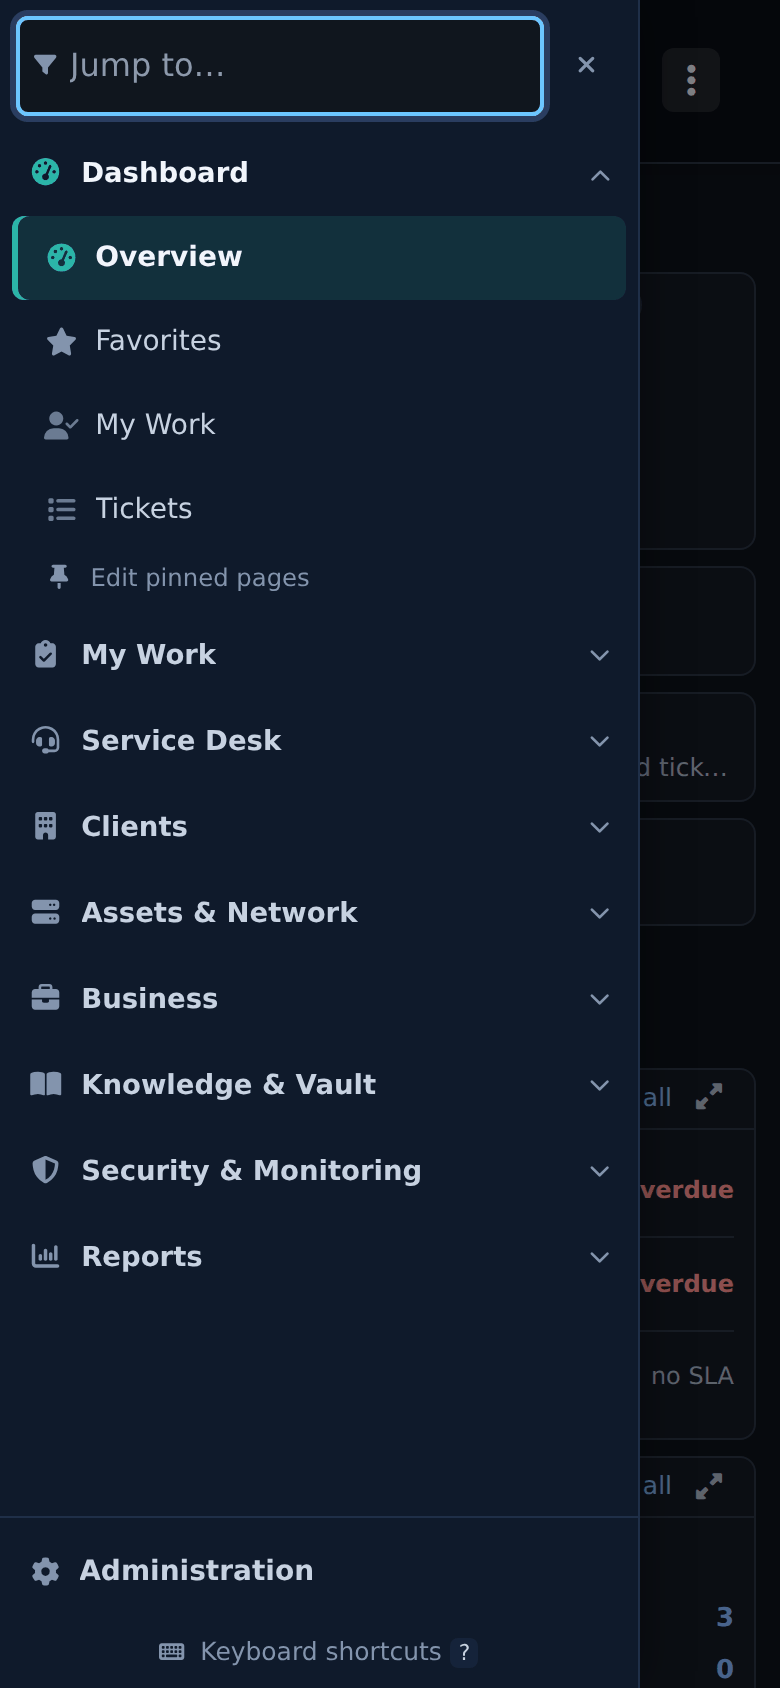 Jump to...
Dashboard
Overview
Favorites
My Work
Tickets
Edit pinned pages
My Work
Service Desk
d tick...
Clients
Assets & Network
Business
Knowledge & Vault
all
Security & Monitoring
verdue
Reports
verdue
no SLA
all
Administration
3
Keyboard shortcuts ?
0